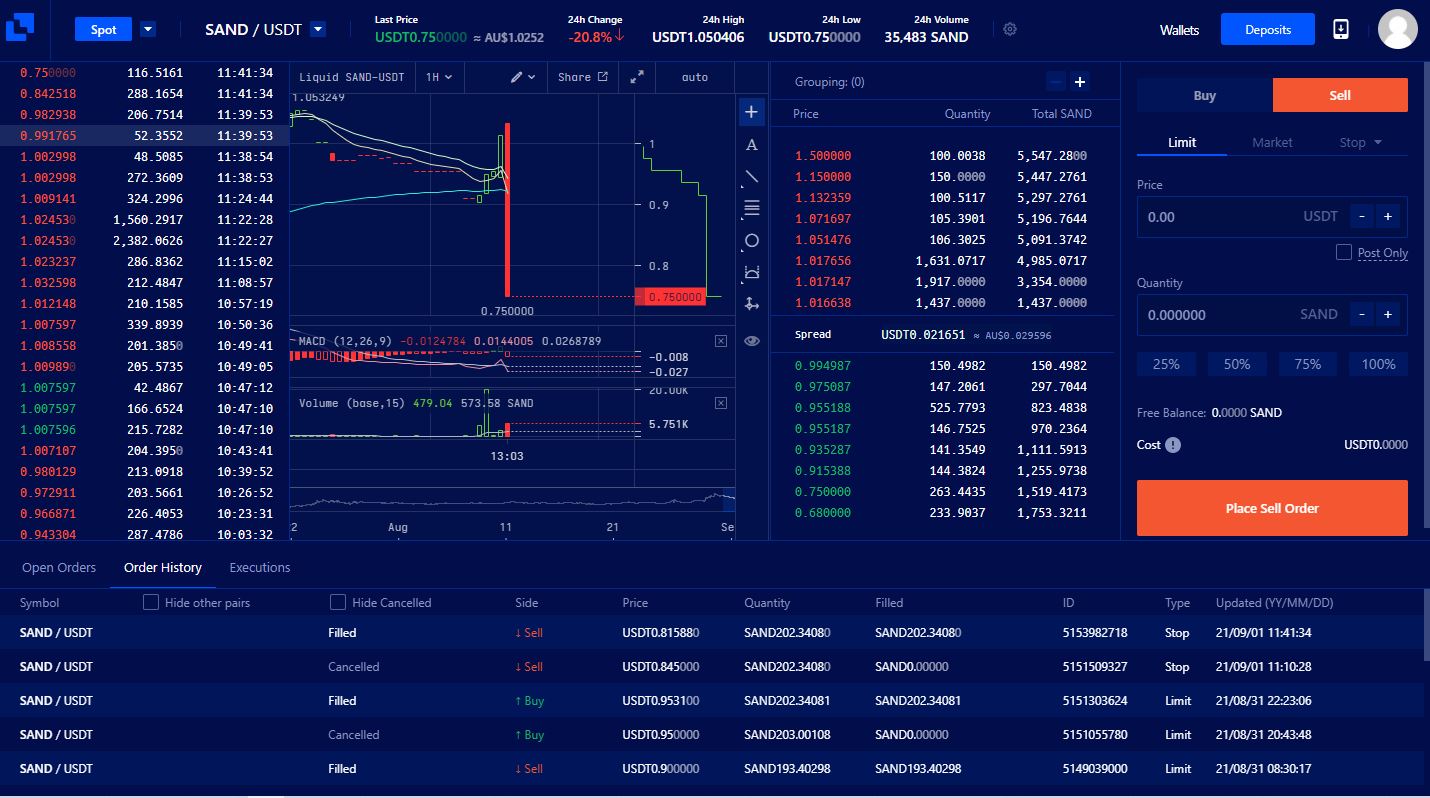 Spot
SAND / USDT
Last Price
USDT0.750000 ≈ AU$1.0252
24h Change
-20.8%↓
24h High
USDT1.050406
24h Low
USDT0.750000
24h Volume
35,483 SAND
Wallets
Deposits
0.750000 116.5161 11:41:34
0.842518 288.1654 11:41:34
0.982938 206.7514 11:39:53
0.991765 52.3552 11:39:53
1.002998 48.5085 11:38:54
1.002998 272.3609 11:38:53
1.009141 324.2996 11:24:44
1.024530 1,560.2917 11:22:28
1.024530 2,382.0626 11:22:27
1.023237 286.8362 11:15:02
1.032598 212.4847 11:08:57
1.012148 210.1585 10:57:19
1.007597 339.8939 10:50:36
1.008558 201.3850 10:49:41
1.009890 205.5735 10:49:05
1.007597 42.4867 10:47:12
1.007597 166.6524 10:47:10
1.007596 215.7282 10:47:10
1.007107 204.3950 10:43:41
0.980129 213.0918 10:39:52
0.972911 203.5661 10:26:52
0.966871 226.4053 10:23:31
0.943304 287.4786 10:03:32
Liquid SAND-USDT 1H Share auto
1.053249
1
0.9
0.8
0.750000
0.750000
MACD (12,26,9) -0.0124784 0.0144005 0.0268789
-0.008
-0.027
20.00K
Volume (base,15) 479.04 573.58 SAND
5.751K
13:03
2 Aug 11 21 Se
A
Grouping: (0)
Price Quantity Total SAND
1.500000 100.0038 5,547.2800
1.150000 150.0000 5,447.2761
1.132359 100.5117 5,297.2761
1.071697 105.3901 5,196.7644
1.051476 106.3025 5,091.3742
1.017656 1,631.0717 4,985.0717
1.017147 1,917.0000 3,354.0000
1.016638 1,437.0000 1,437.0000
Spread USDT0.021651 ≈ AU$0.029596
0.994987 150.4982 150.4982
0.975087 147.2061 297.7044
0.955188 525.7793 823.4838
0.955187 146.7525 970.2364
0.935287 141.3549 1,111.5913
0.915388 144.3824 1,255.9738
0.750000 263.4435 1,519.4173
0.680000 233.9037 1,753.3211
Buy Sell
Limit Market Stop
Price
0.00 USDT - +
Post Only
Quantity
0.000000 SAND - +
25% 50% 75% 100%
Free Balance: 0.0000 SAND
Cost USDT0.0000
Place Sell Order
Open Orders Order History Executions
Symbol Hide other pairs Hide Cancelled Side Price Quantity Filled ID Type Updated (YY/MM/DD)
SAND / USDT Filled ↓ Sell USDT0.815880 SAND202.34080 SAND202.34080 5153982718 Stop 21/09/01 11:41:34
SAND / USDT Cancelled ↓ Sell USDT0.845000 SAND202.34080 SAND0.00000 5151509327 Stop 21/09/01 11:10:28
SAND / USDT Filled ↑ Buy USDT0.953100 SAND202.34081 SAND202.34081 5151303624 Limit 21/08/31 22:23:06
SAND / USDT Cancelled ↑ Buy USDT0.950000 SAND203.00108 SAND0.00000 5151055780 Limit 21/08/31 20:43:48
SAND / USDT Filled ↓ Sell USDT0.900000 SAND193.40298 SAND193.40298 5149039000 Limit 21/08/31 08:30:17